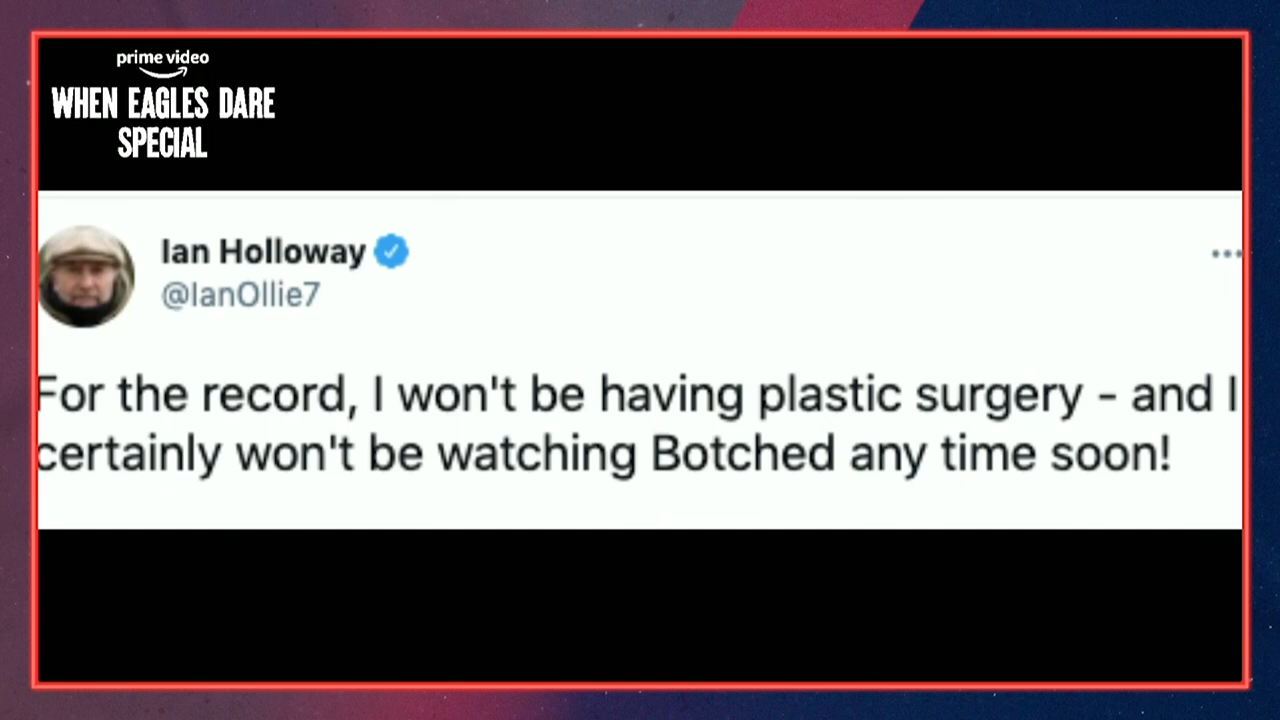 prime video
WHEN EAGLES DARE
SPECIAL
Ian Holloway
@IanOllie7
For the record, I won't be having plastic surgery - and I
certainly won't be watching Botched any time soon!